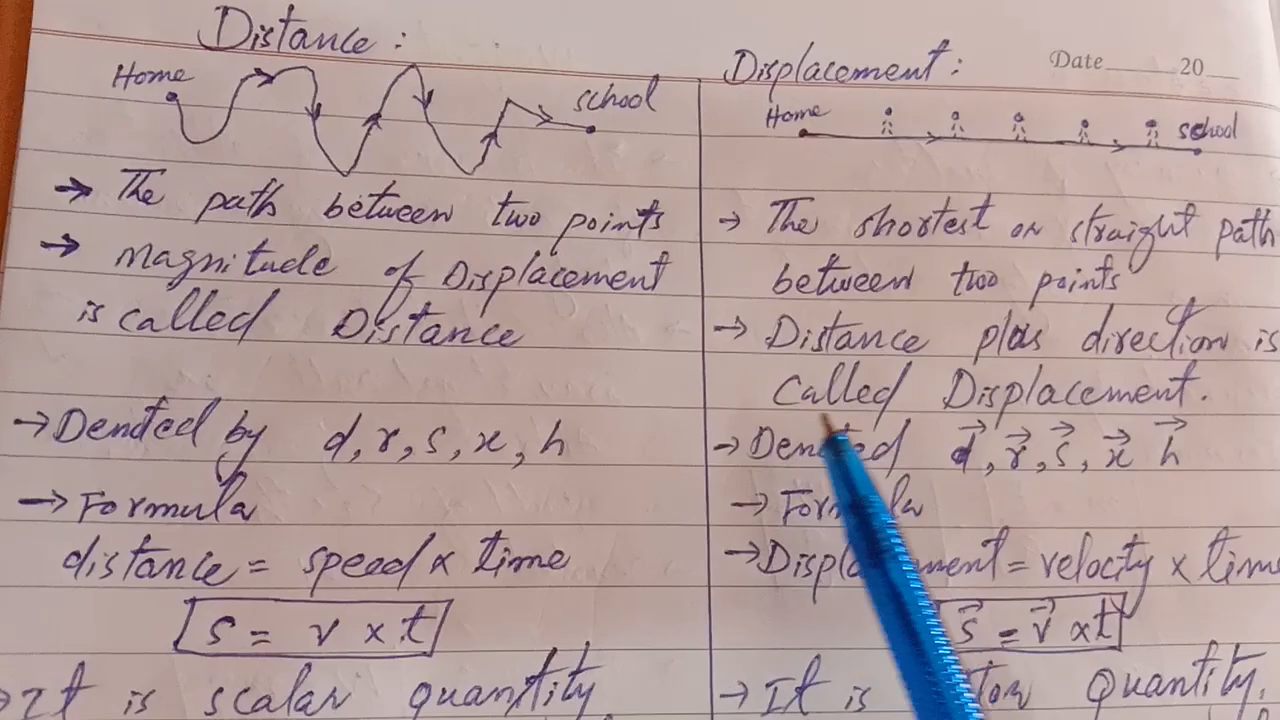 Distance:
Home
school
→ The path between two points
→ Magnitude of Displacement
is called Distance
→ Denoted by d, r, s, x, h
→ Formula
distance = speed × time
s = v × t
→ It is scalar quantity.
Date 20
Displacement:
Home
school
→ The shortest or straight path
between two points
→ Distance plus direction is
called Displacement.
→ Denoted d⃗, r⃗, s⃗, x⃗ h⃗
→ Formula
→ Displacement = velocity × time
s⃗ = v⃗ × t
→ It is Quantity.